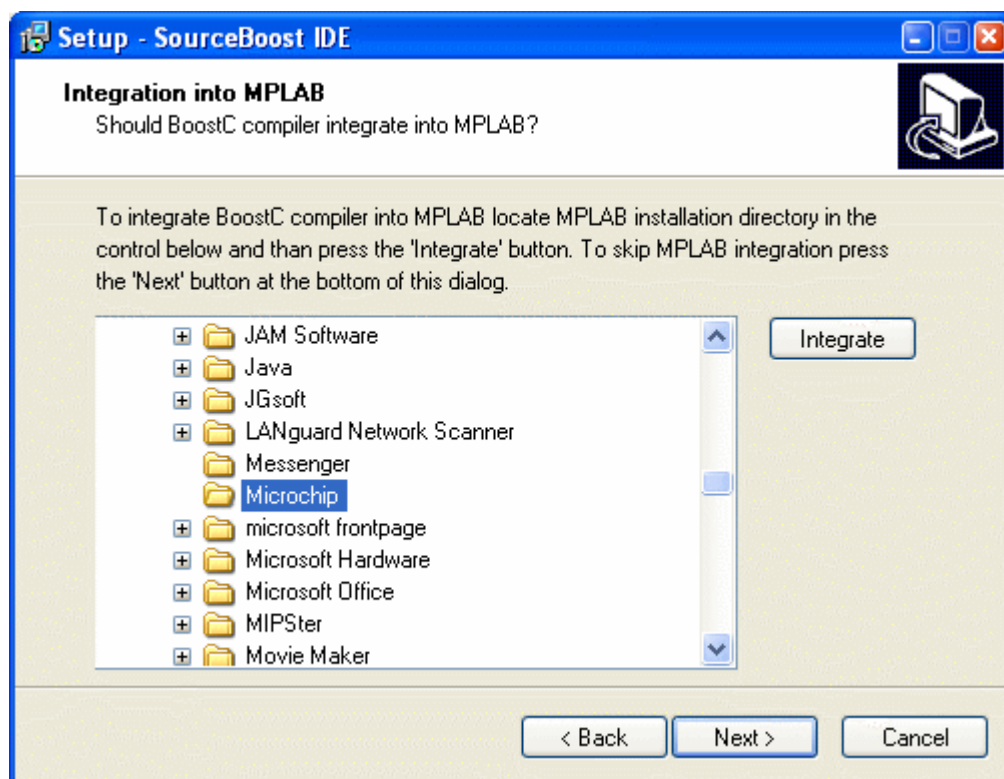 Setup - SourceBoost IDE
Integration into MPLAB
Should BoostC compiler integrate into MPLAB?
To integrate BoostC compiler into MPLAB locate MPLAB installation directory in the
control below and than press the 'Integrate' button. To skip MPLAB integration press
the 'Next' button at the bottom of this dialog.
JAM Software
Integrate
Java
JGsoft
LANguard Network Scanner
Messenger
Microchip
microsoft frontpage
Microsoft Hardware
Microsoft Office
MIPSter
Movie Maker
< Back
Next >
Cancel